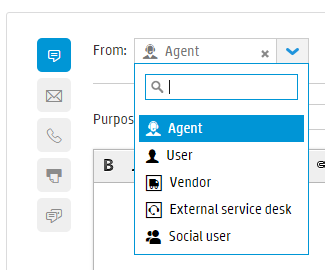 From: Agent
Agent
Purpos
User
B
Vendor
External service desk
Social user